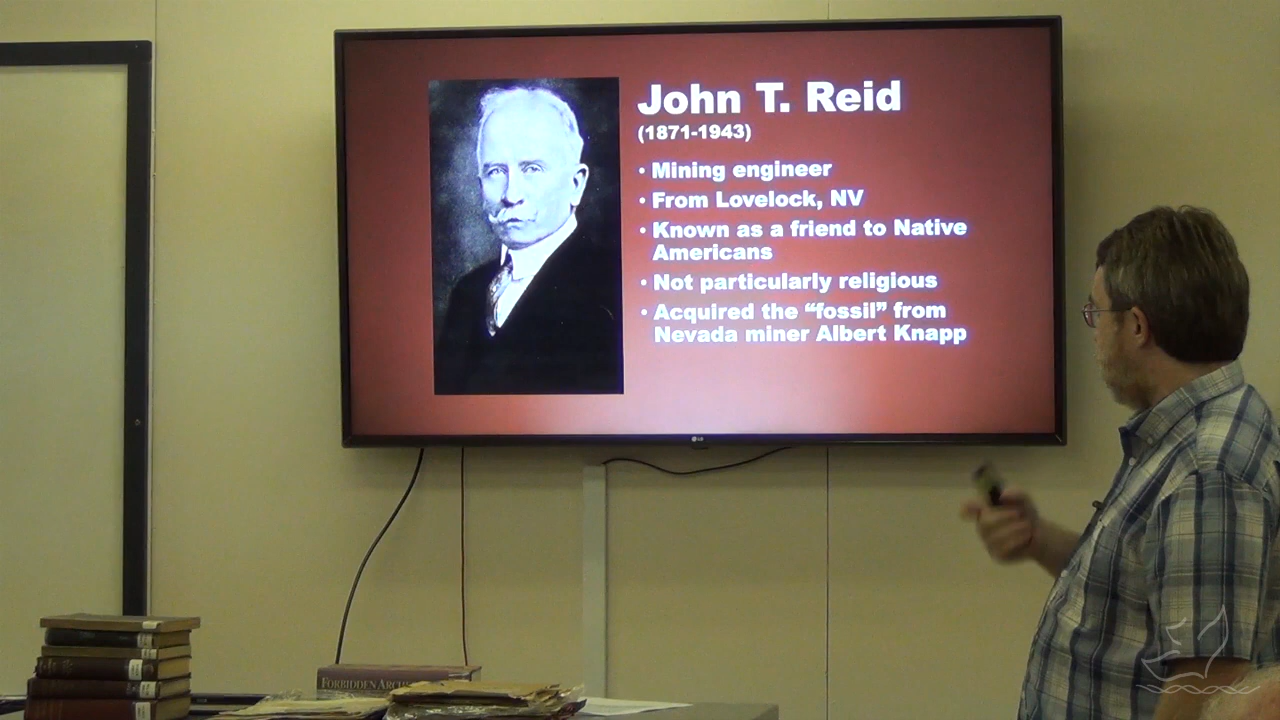 John T. Reid
(1871-1943)
• Mining engineer
• From Lovelock, NV
• Known as a friend to Native
Americans
• Not particularly religious
• Acquired the “fossil” from
Nevada miner Albert Knapp
LG
FORBIDDEN